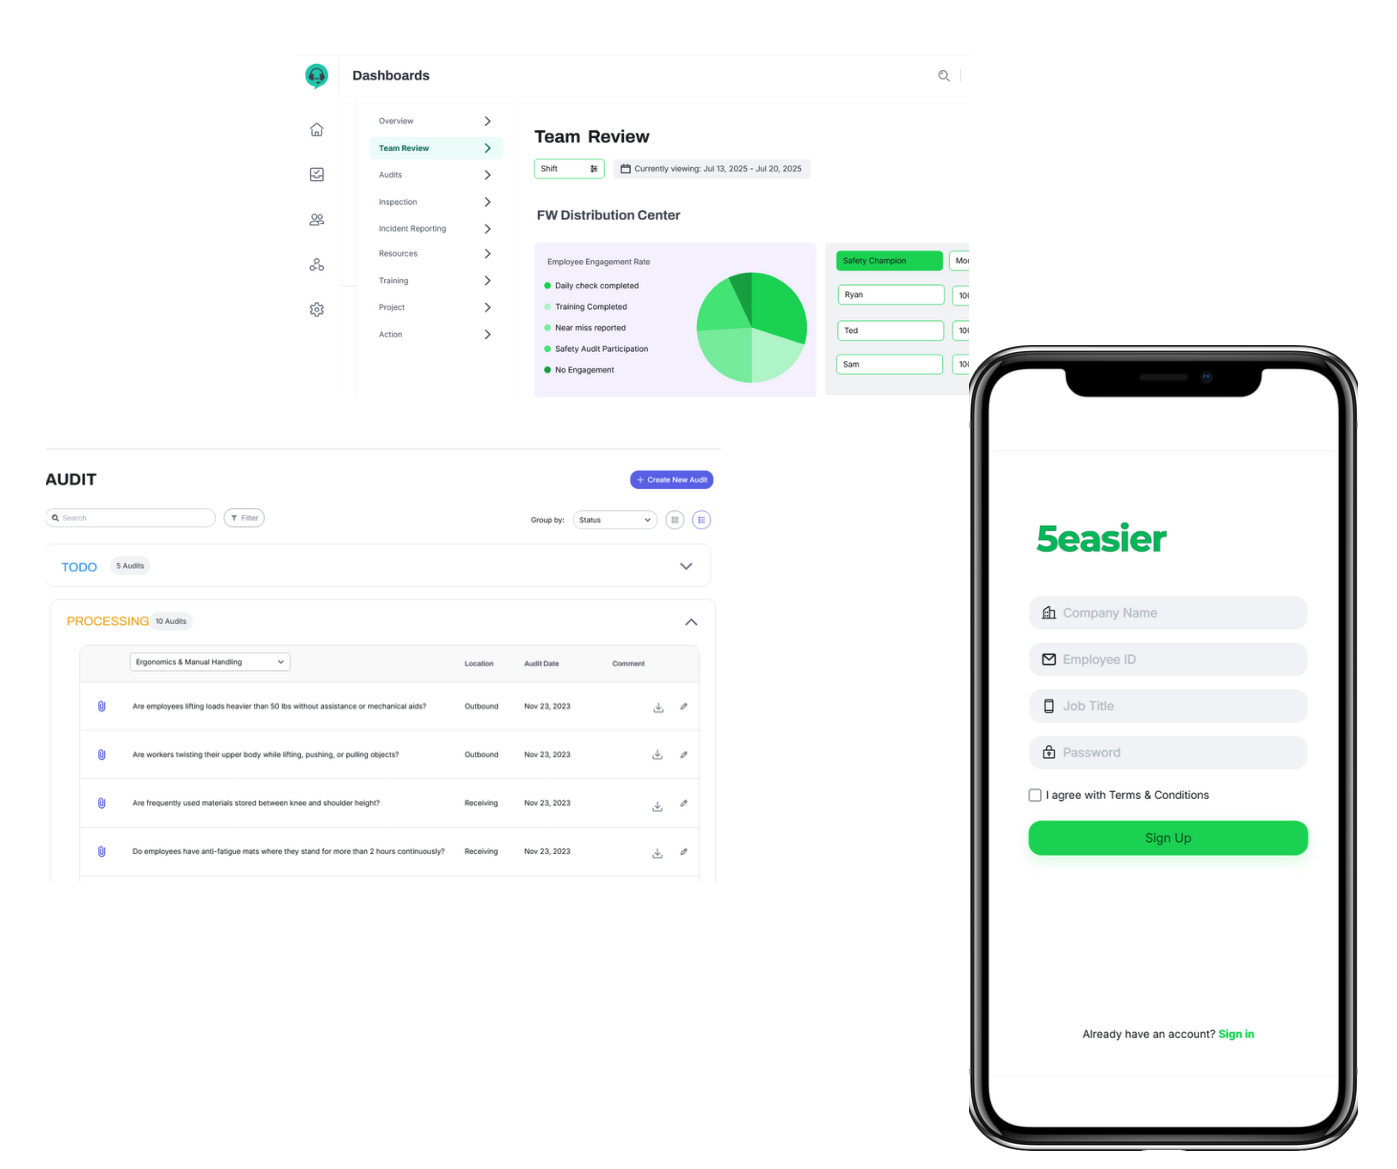 Dashboards
Overview
Team Review
Audits
Inspection
Incident Reporting
Resources
Training
Project
Action
Team Review
Shift
Currently viewing: Jul 13, 2025 - Jul 20, 2025
FW Distribution Center
Employee Engagement Rate
Daily check completed
Training Completed
Near miss reported
Safety Audit Participation
No Engagement
Safety Champion
Ryan
Ted
Sam
AUDIT
+ Create New Audit
Search
Filter
Group by: Status
TODO 5 Audits
PROCESSING 10 Audits
Ergonomics & Manual Handling Location Audit Date Comment
Are employees lifting loads heavier than 50 lbs without assistance or mechanical aids? Outbound Nov 23, 2023
Are workers twisting their upper body while lifting, pushing, or pulling objects? Outbound Nov 23, 2023
Are frequently used materials stored between knee and shoulder height? Receiving Nov 23, 2023
Do employees have anti-fatigue mats where they stand for more than 2 hours continuously? Receiving Nov 23, 2023
5easier
Company Name
Employee ID
Job Title
Password
I agree with Terms & Conditions
Sign Up
Already have an account? Sign in